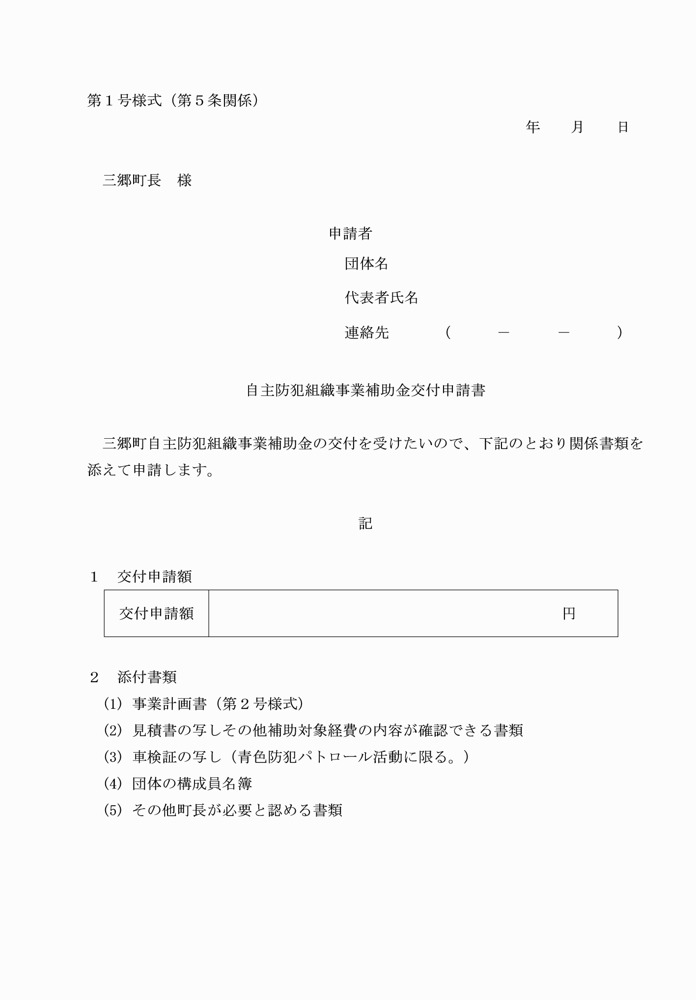 第１号様式（第５条関係）
年　　月　　日
三郷町長　様
申請者
団体名
代表者氏名
連絡先　　　（　　　－　　　－　　　）
自主防犯組織事業補助金交付申請書
三郷町自主防犯組織事業補助金の交付を受けたいので、下記のとおり関係書類を
添えて申請します。
記
１　交付申請額
交付申請額　　　円
２　添付書類
(1) 事業計画書（第２号様式）
(2) 見積書の写しその他補助対象経費の内容が確認できる書類
(3) 車検証の写し（青色防犯パトロール活動に限る。）
(4) 団体の構成員名簿
(5) その他町長が必要と認める書類